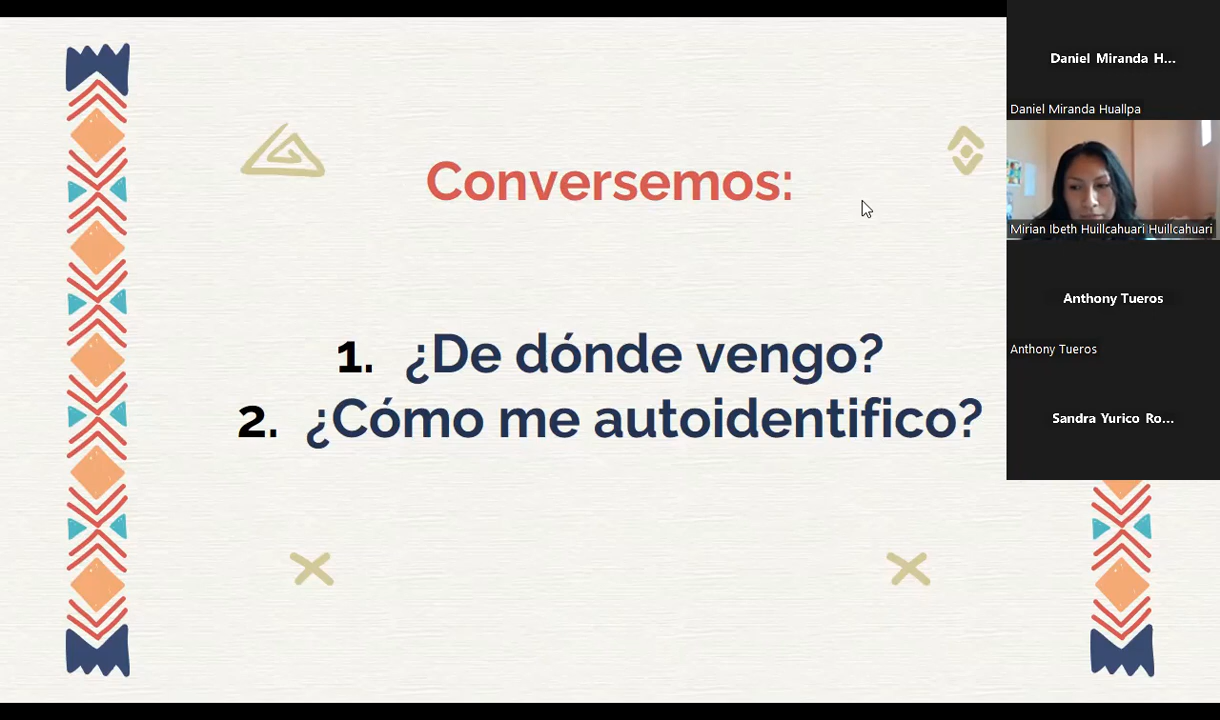 Conversemos:
1. ¿De dónde vengo?
2. ¿Cómo me autoidentifico?
Daniel Miranda H...
Daniel Miranda Huallpa
Mirian Ibeth Huillcahuari Huillcahuari
Anthony Tueros
Anthony Tueros
Sandra Yurico Ro...